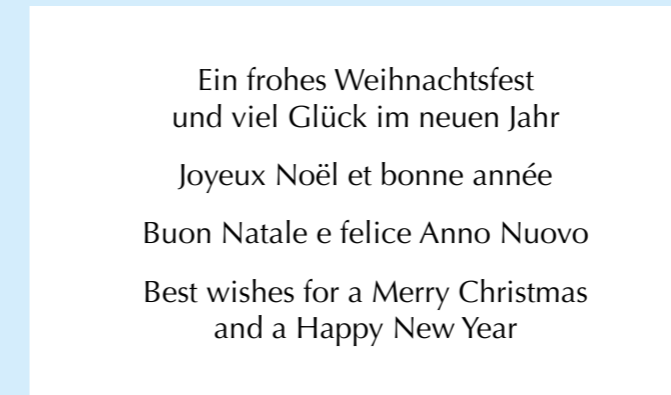 Ein frohes Weihnachtsfest
und viel Glück im neuen Jahr
Joyeux Noël et bonne année
Buon Natale e felice Anno Nuovo
Best wishes for a Merry Christmas
and a Happy New Year